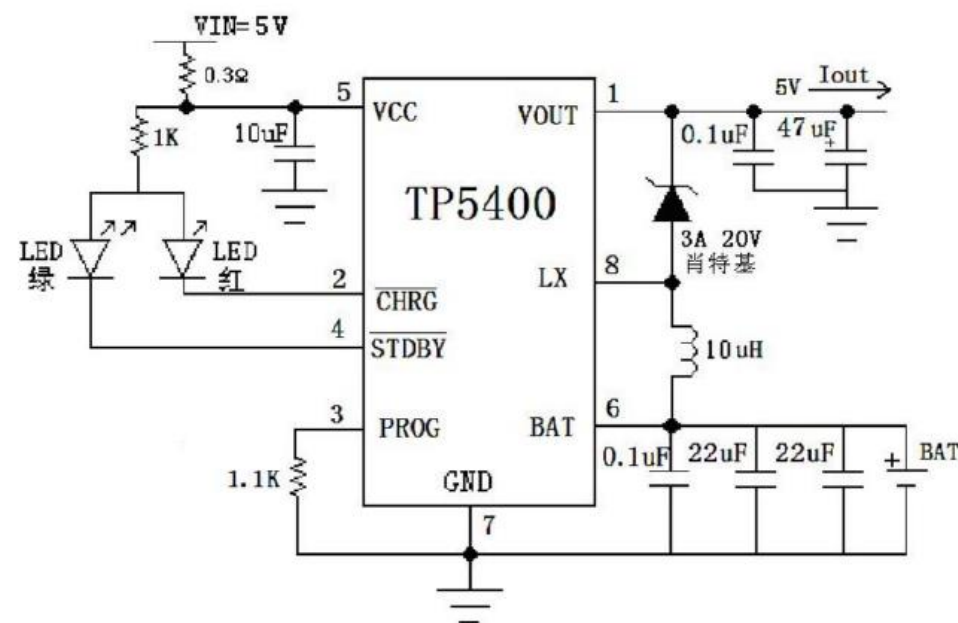 VIN=5V
0.3Ω
5
VCC
VOUT
1
5V
Iout
1K
10uF
0.1uF
47uF
+
TP5400
LED
绿
LED
红
3A 20V
肖特基
2
CHRG
LX
8
4
STDBY
10uH
3
PROG
BAT
6
1.1K
GND
7
0.1uF
22uF
22uF
+
BAT